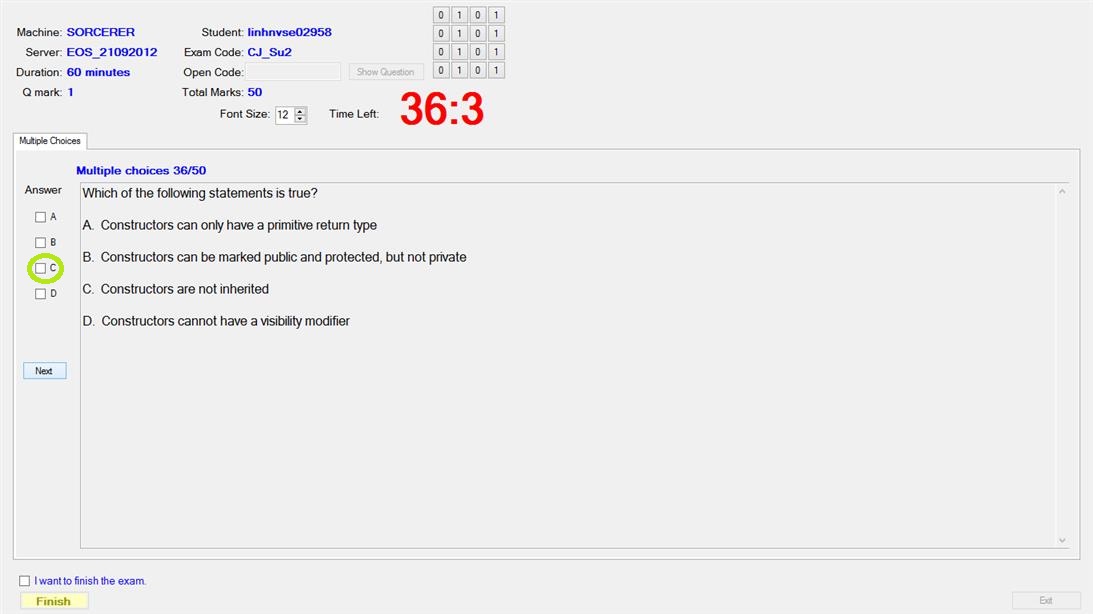 Machine: SORCERER Student: linhnvse02958
Server: EOS_21092012 Exam Code: CJ_Su2
Duration: 60 minutes Open Code: Show Question
Q mark: 1 Total Marks: 50
0 1 0 1
0 1 0 1
0 1 0 1
0 1 0 1
Font Size: 12 Time Left: 36:3
Multiple Choices
Multiple choices 36/50
Answer
A
B
C
D
Next
Which of the following statements is true?
A. Constructors can only have a primitive return type
B. Constructors can be marked public and protected, but not private
C. Constructors are not inherited
D. Constructors cannot have a visibility modifier
I want to finish the exam.
Finish Exit